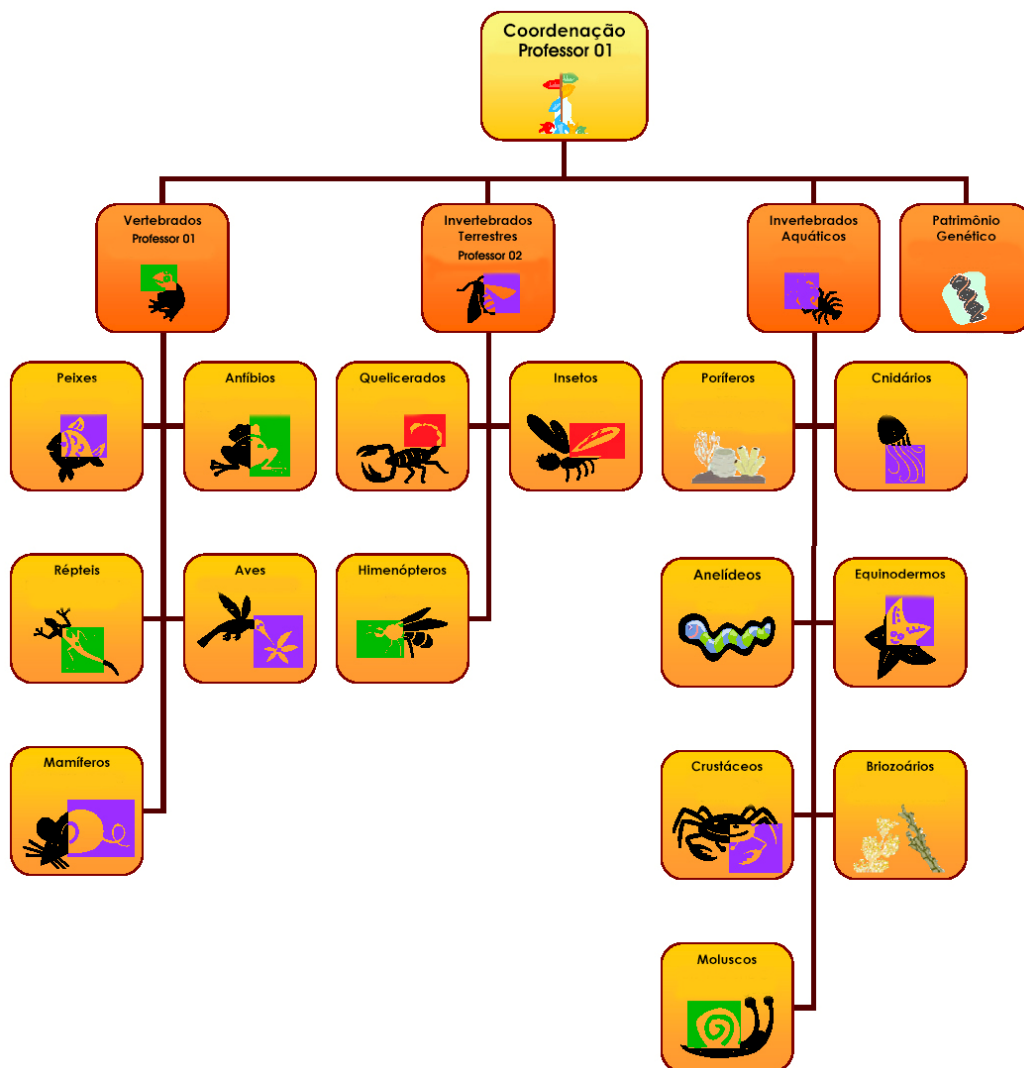 Coordenação
Professor 01
Vertebrados
Professor 01
Invertebrados
Terrestres
Professor 02
Invertebrados
Aquáticos
Patrimônio
Genético
Peixes
Anfíbios
Quelicerados
Insetos
Poríferos
Cnidários
Répteis
Aves
Himenópteros
Anelídeos
Equinodermos
Mamíferos
Crustáceos
Briozoários
Moluscos